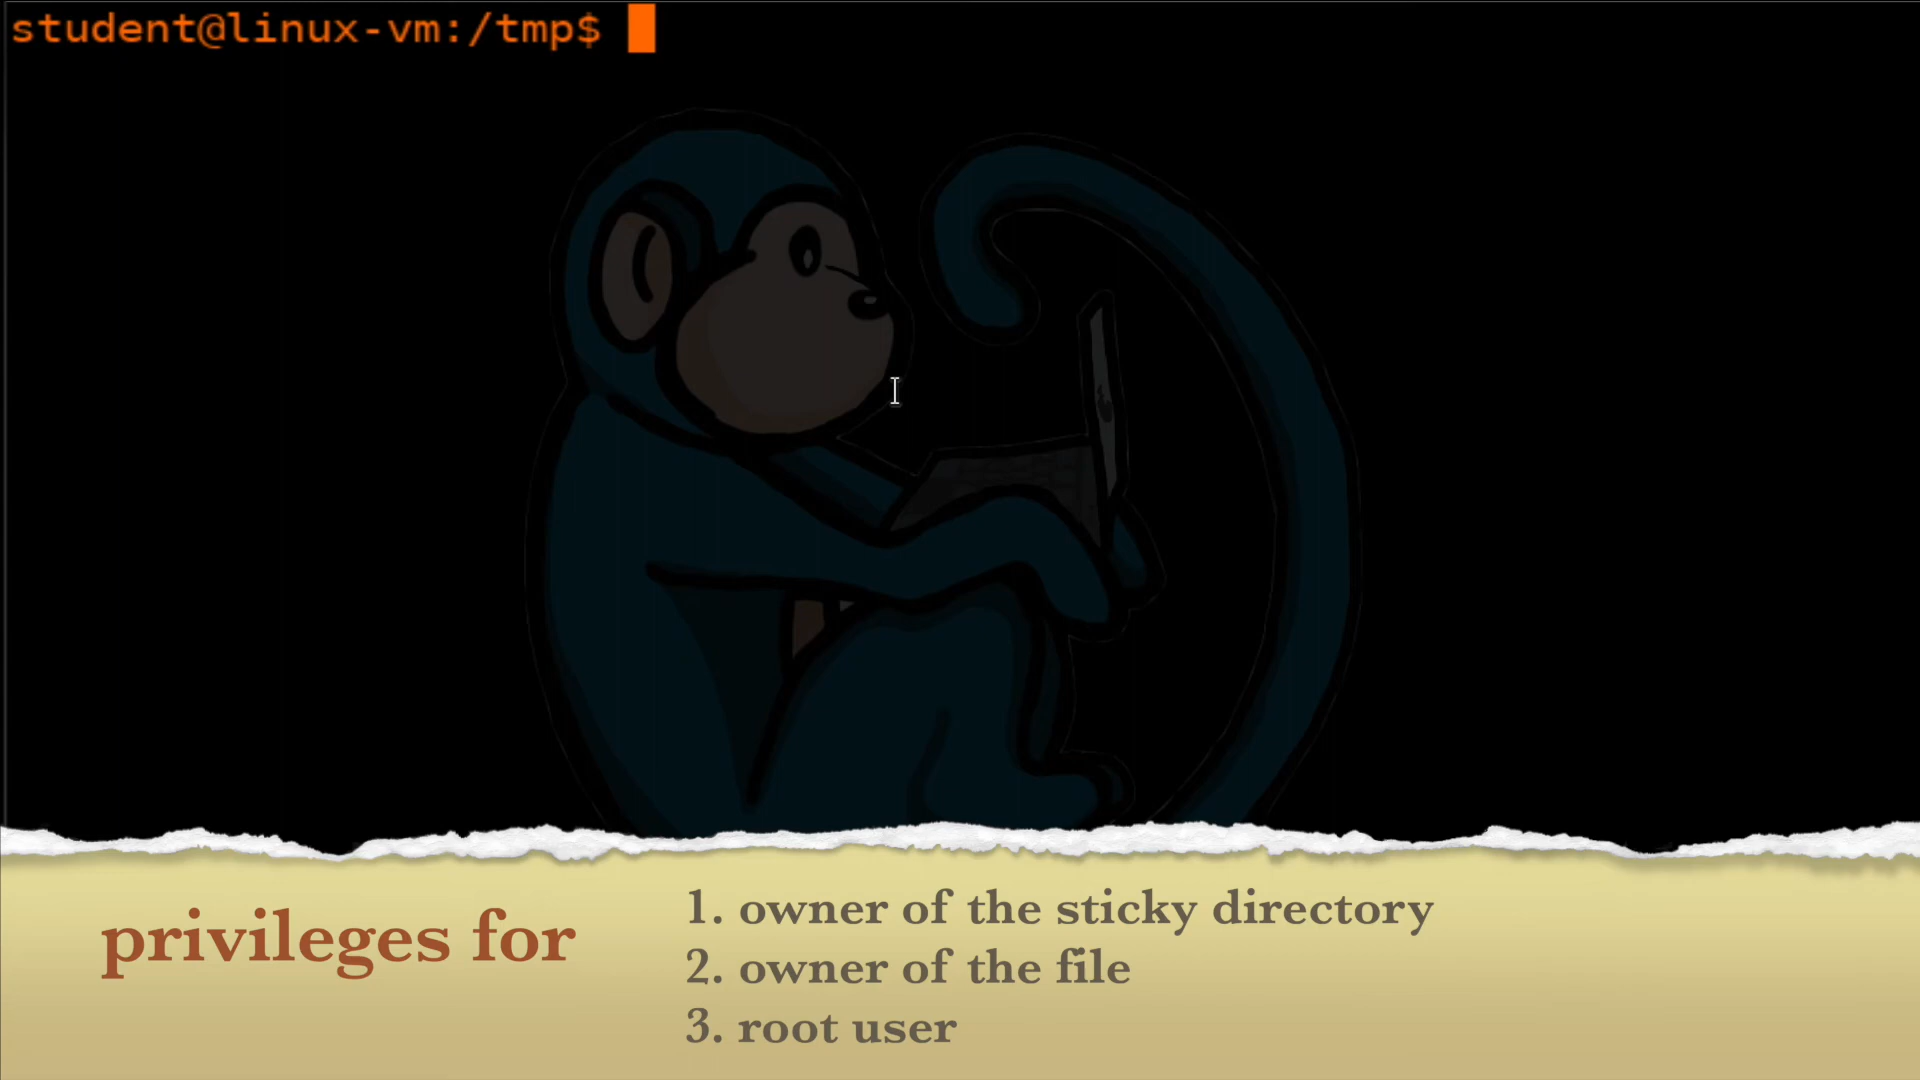 student@linux-vm:/tmp$
privileges for
1. owner of the sticky directory
2. owner of the file
3. root user